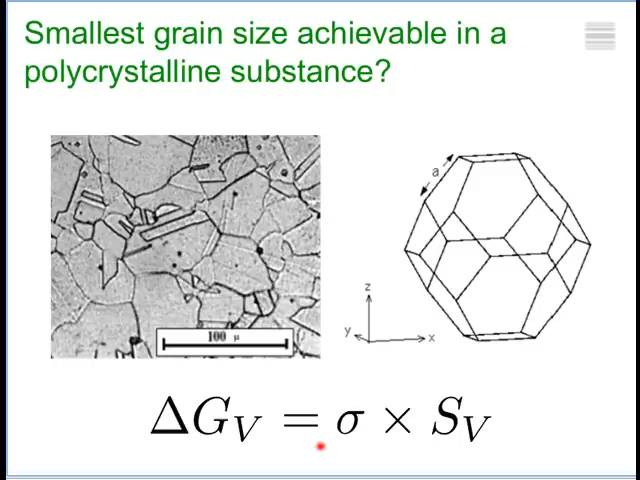 Smallest grain size achievable in a
polycrystalline substance?
a
z
y
x
100 μ
ΔG_V = σ × S_V